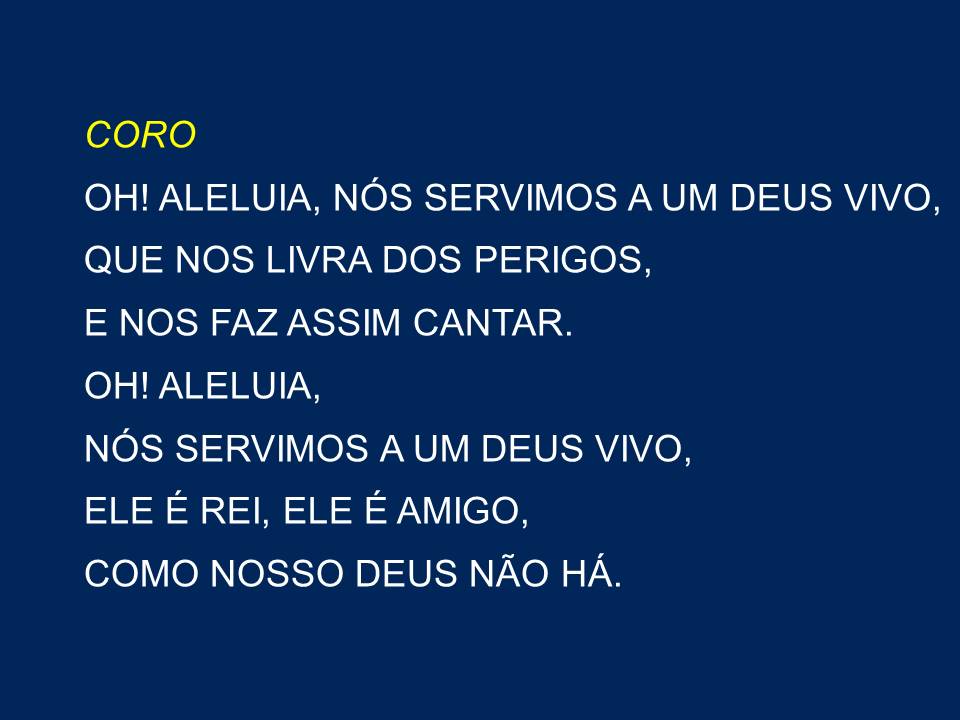 CORO
OH! ALELUIA, NÓS SERVIMOS A UM DEUS VIVO,
QUE NOS LIVRA DOS PERIGOS,
E NOS FAZ ASSIM CANTAR.
OH! ALELUIA,
NÓS SERVIMOS A UM DEUS VIVO,
ELE É REI, ELE É AMIGO,
COMO NOSSO DEUS NÃO HÁ.